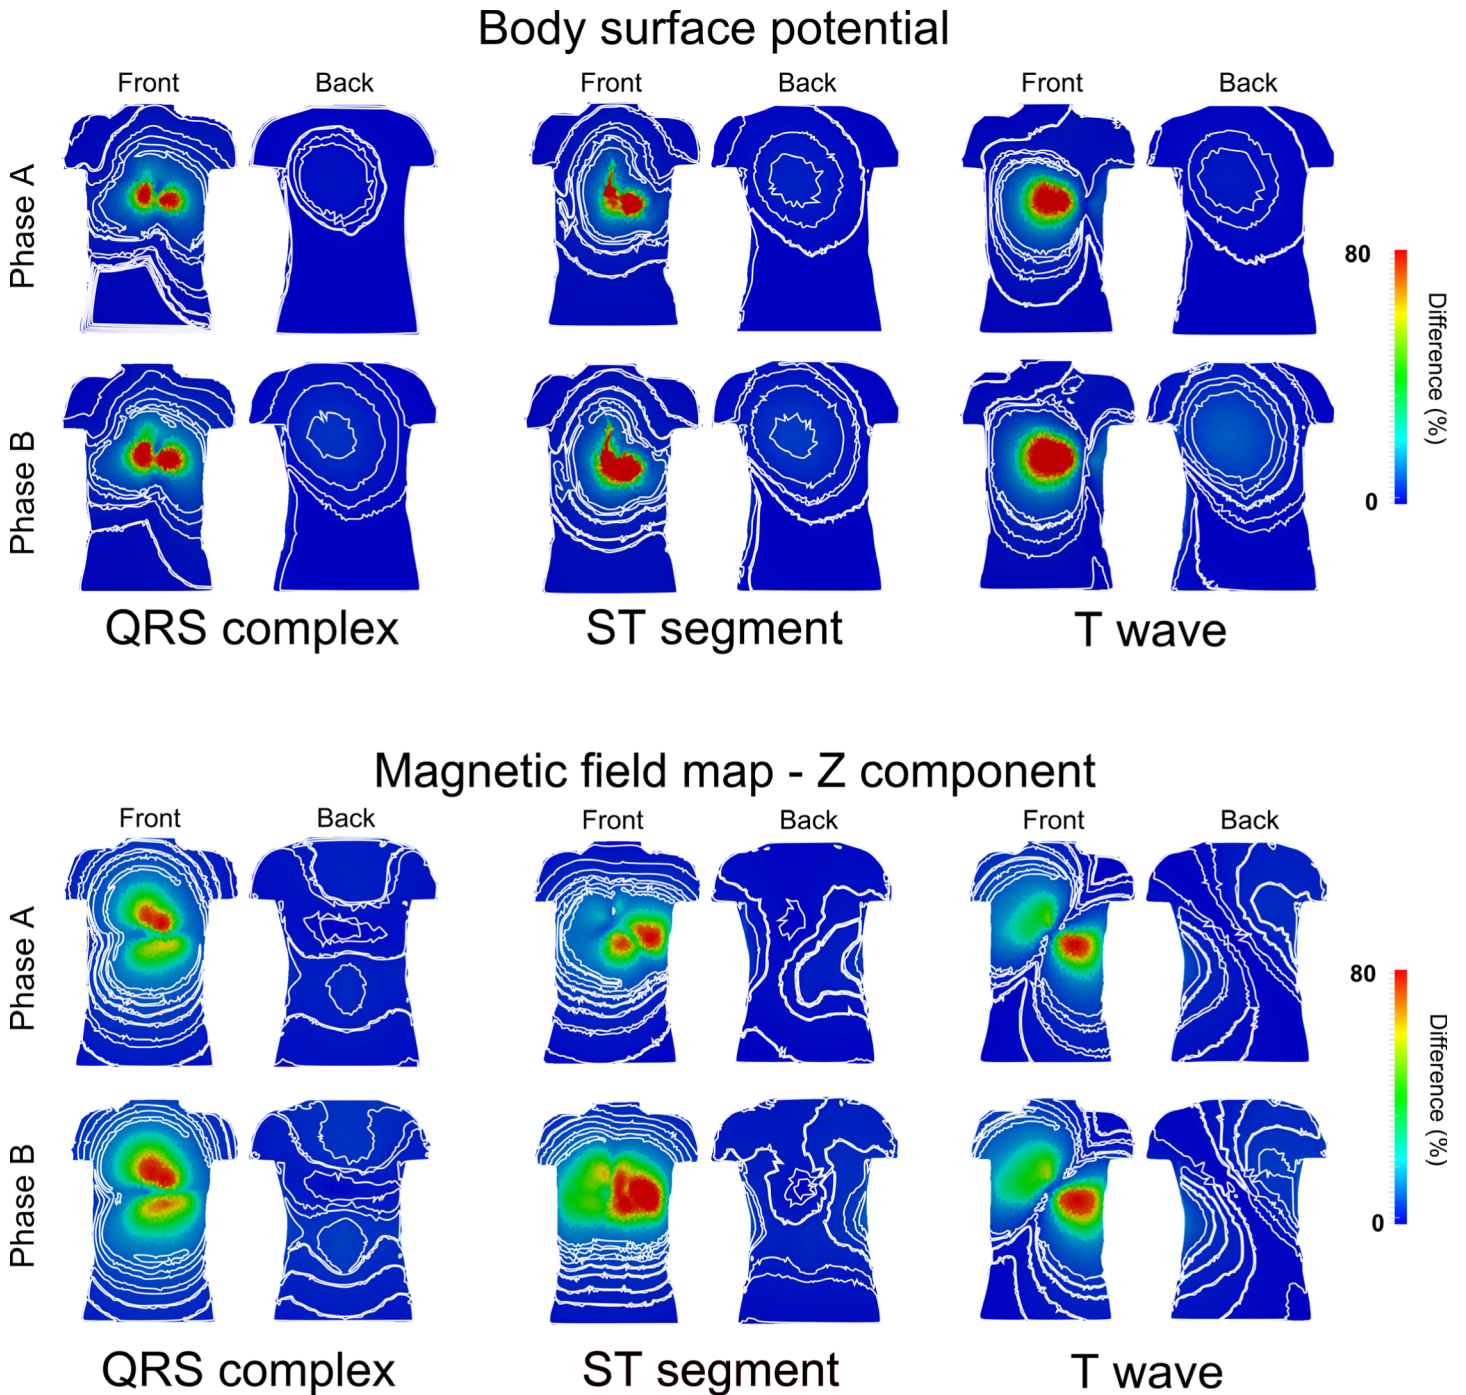 Body surface potential
Front Back Front Back Front Back
Phase A
80
Difference (%)
0
Phase B
QRS complex ST segment T wave
Magnetic field map - Z component
Front Back Front Back Front Back
Phase A
80
Difference (%)
0
Phase B
QRS complex ST segment T wave